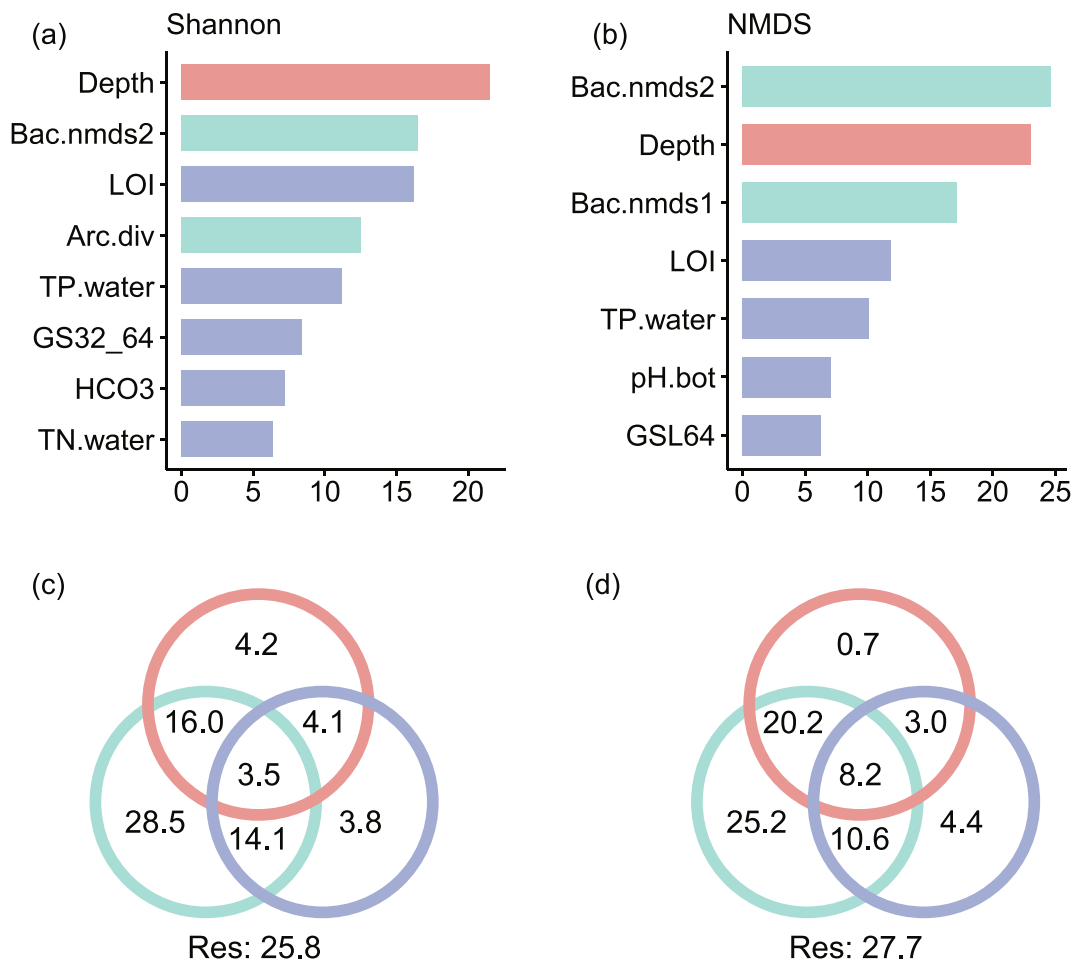 (a) Shannon
Depth
Bac.nmds2
LOI
Arc.div
TP.water
GS32_64
HCO3
TN.water
0 5 10 15 20
(b) NMDS
Bac.nmds2
Depth
Bac.nmds1
LOI
TP.water
pH.bot
GSL64
0 5 10 15 20 25
(c)
4.2
16.0 4.1
3.5
28.5 3.8
14.1
Res: 25.8
(d)
0.7
20.2 3.0
8.2
25.2 4.4
10.6
Res: 27.7